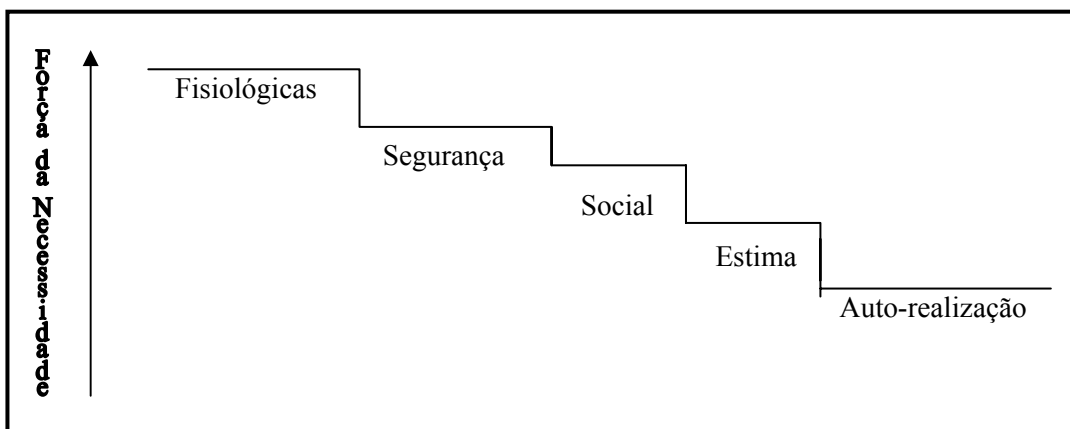 Força da Necessidade
Fisiológicas
Segurança
Social
Estima
Auto-realização